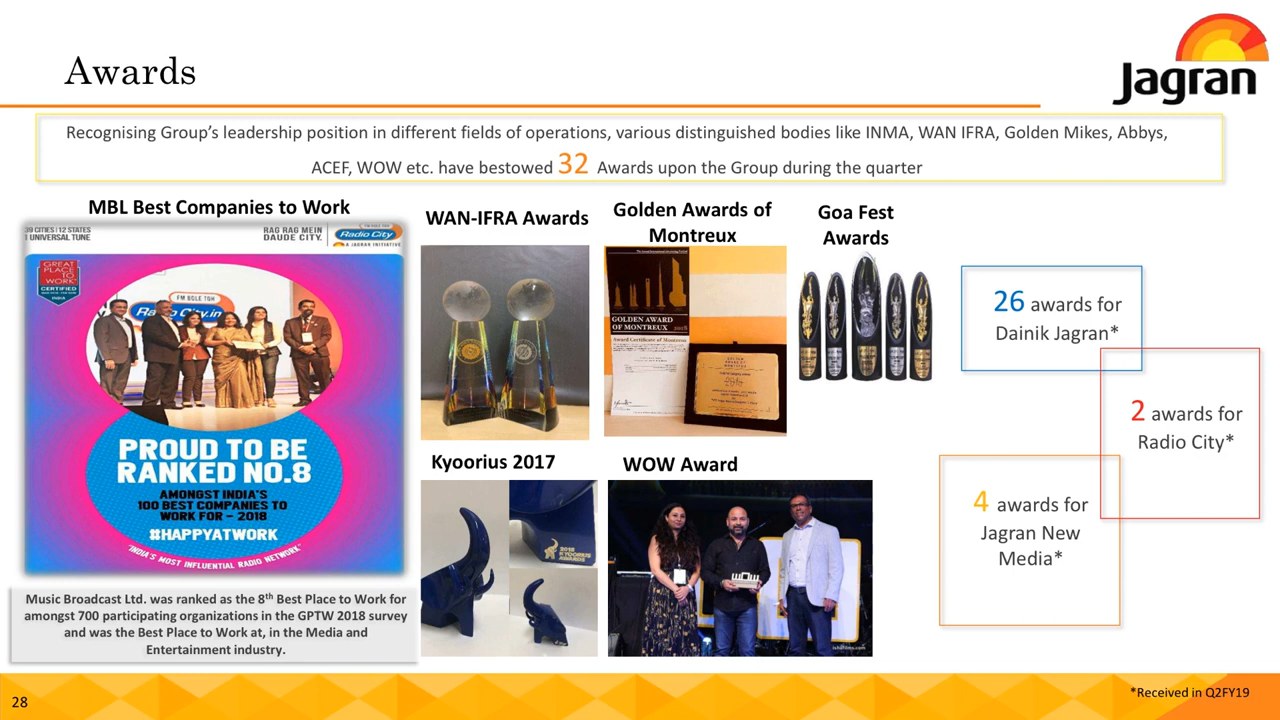 Awards
Jagran
Recognising Group's leadership position in different fields of operations, various distinguished bodies like INMA, WAN IFRA, Golden Mikes, Abbys,
ACEF, WOW etc. have bestowed 32 Awards upon the Group during the quarter
MBL Best Companies to Work
39 CITIES | 12 STATES
1 UNIVERSAL TUNE
RAG RAG MEIN
DAUDE CITY.
FM BOLE TOH
Radio City
A JAGRAN INITIATIVE
GREAT
PLACE
TO
WORK
CERTIFIED
INDIA
FM BOLE TOH
Radio City.in
PROUD TO BE
RANKED NO.8
AMONGST INDIA'S
100 BEST COMPANIES TO
WORK FOR – 2018
#HAPPYATWORK
"INDIA'S MOST INFLUENTIAL RADIO NETWORK"
Music Broadcast Ltd. was ranked as the 8th Best Place to Work for
amongst 700 participating organizations in the GPTW 2018 survey
and was the Best Place to Work at, in the Media and
Entertainment industry.
WAN-IFRA Awards
Golden Awards of
Montreux
GOLDEN AWARD
OF MONTREUX 2018
Award Certificate of Montreux
Goa Fest
Awards
Kyoorius 2017
2018
KYOORIUS
AWARDS
WOW Award
WOW
26 awards for
Dainik Jagran*
2 awards for
Radio City*
4 awards for
Jagran New
Media*
28
*Received in Q2FY19